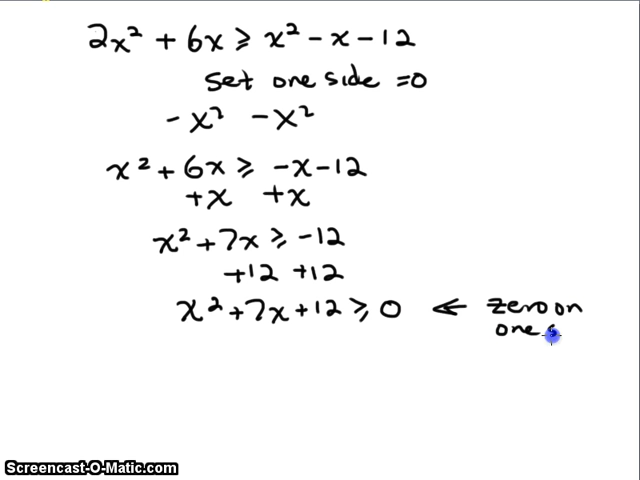 2x² + 6x ≥ x² - x - 12
set one side = 0
- x² - x²
x² + 6x ≥ -x - 12
+x +x
x² + 7x ≥ -12
+12 +12
x² + 7x + 12 ≥ 0 ← zero on
one s
Screencast-O-Matic.com